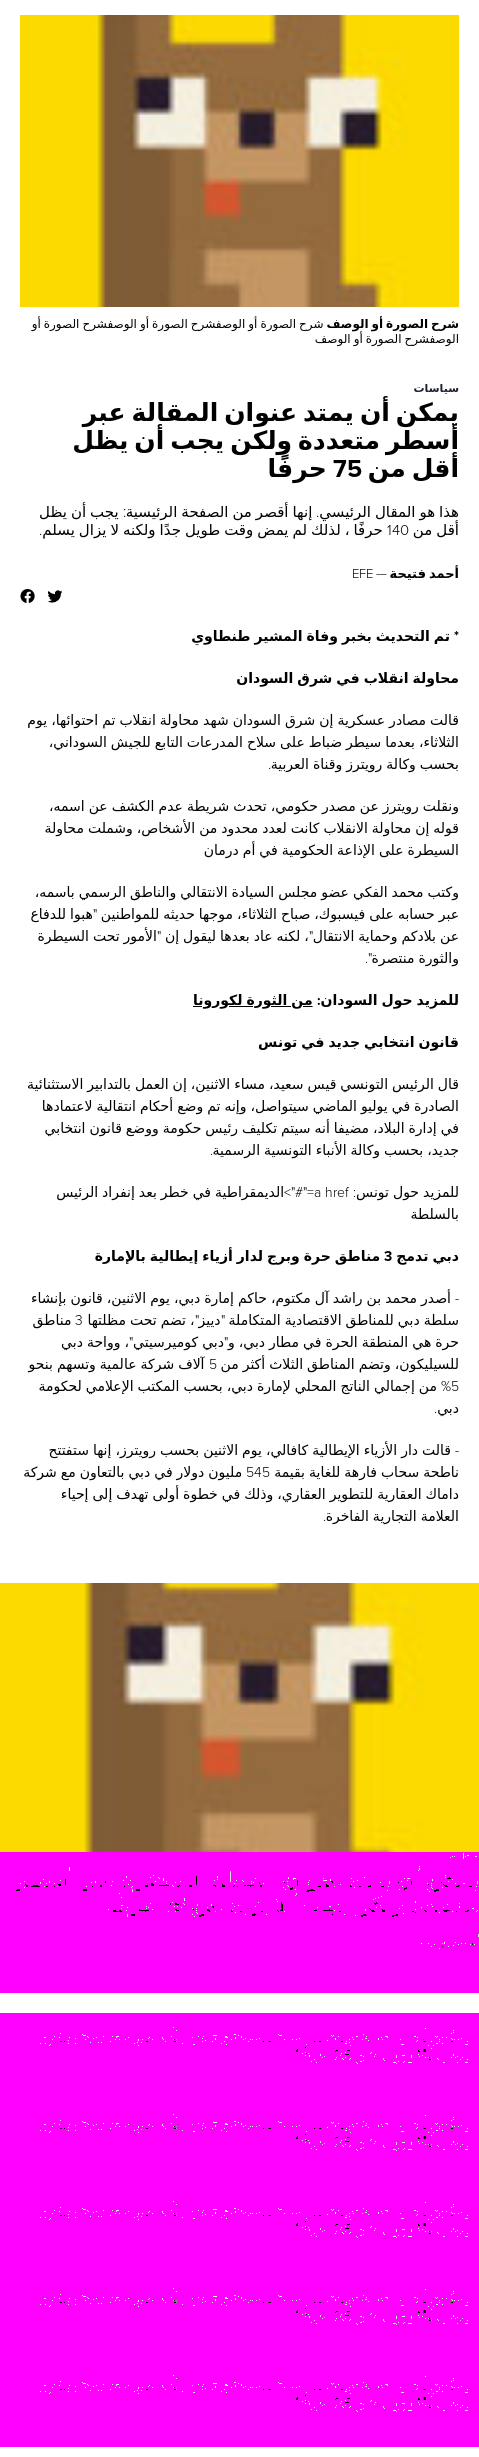 شرح الصورة أو الوصف شرح الصورة أو الوصفشرح الصورة أو الوصفشرح الصورة أو
الوصفشرح الصورة أو الوصف
سياسات
يمكن أن يمتد عنوان المقالة عبر
أسطر متعددة ولكن يجب أن يظل
أقل من 75 حرفًا
هذا هو المقال الرئيسي. إنها أقصر من الصفحة الرئيسية: يجب أن يظل
أقل من 140 حرفًا ، لذلك لم يمض وقت طويل جدًا ولكنه لا يزال يسلم.
أحمد فتيحة — EFE
* تم التحديث بخبر وفاة المشير طنطاوي
محاولة انقلاب في شرق السودان
قالت مصادر عسكرية إن شرق السودان شهد محاولة انقلاب تم احتوائها، يوم
الثلاثاء، بعدما سيطر ضباط على سلاح المدرعات التابع للجيش السوداني،
بحسب وكالة رويترز وقناة العربية.
ونقلت رويترز عن مصدر حكومي، تحدث شريطة عدم الكشف عن اسمه،
قوله إن محاولة الانقلاب كانت لعدد محدود من الأشخاص، وشملت محاولة
السيطرة على الإذاعة الحكومية في أم درمان
وكتب محمد الفكي عضو مجلس السيادة الانتقالي والناطق الرسمي باسمه،
عبر حسابه على فيسبوك، صباح الثلاثاء، موجها حديثه للمواطنين "هبوا للدفاع
عن بلادكم وحماية الانتقال"، لكنه عاد بعدها ليقول إن "الأمور تحت السيطرة
والثورة منتصرة".
للمزيد حول السودان: من الثورة لكورونا
قانون انتخابي جديد في تونس
قال الرئيس التونسي قيس سعيد، مساء الاثنين، إن العمل بالتدابير الاستثنائية
الصادرة في يوليو الماضي سيتواصل، وإنه تم وضع أحكام انتقالية لاعتمادها
في إدارة البلاد، مضيفا أنه سيتم تكليف رئيس حكومة ووضع قانون انتخابي
جديد، بحسب وكالة الأنباء التونسية الرسمية.
للمزيد حول تونس: a href="#">الديمقراطية في خطر بعد إنفراد الرئيس
بالسلطة
دبي تدمج 3 مناطق حرة وبرج لدار أزياء إيطالية بالإمارة
- أصدر محمد بن راشد آل مكتوم، حاكم إمارة دبي، يوم الاثنين، قانون بإنشاء
سلطة دبي للمناطق الاقتصادية المتكاملة "دييز"، تضم تحت مظلتها 3 مناطق
حرة هي المنطقة الحرة في مطار دبي، و"دبي كوميرسيتي"، وواحة دبي
للسيليكون، وتضم المناطق الثلاث أكثر من 5 آلاف شركة عالمية وتسهم بنحو
5% من إجمالي الناتج المحلي لإمارة دبي، بحسب المكتب الإعلامي لحكومة
دبي.
- قالت دار الأزياء الإيطالية كافالي، يوم الاثنين بحسب رويترز، إنها ستفتتح
ناطحة سحاب فارهة للغاية بقيمة 545 مليون دولار في دبي بالتعاون مع شركة
داماك العقارية للتطوير العقاري، وذلك في خطوة أولى تهدف إلى إحياء
العلامة التجارية الفاخرة.